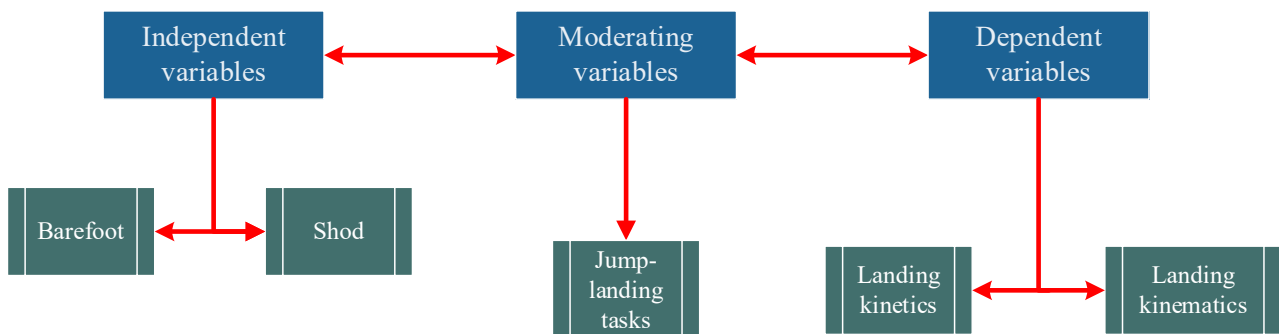 Independent
variables
Moderating
variables
Dependent
variables
Barefoot
Shod
Jump-
landing
tasks
Landing
kinetics
Landing
kinematics